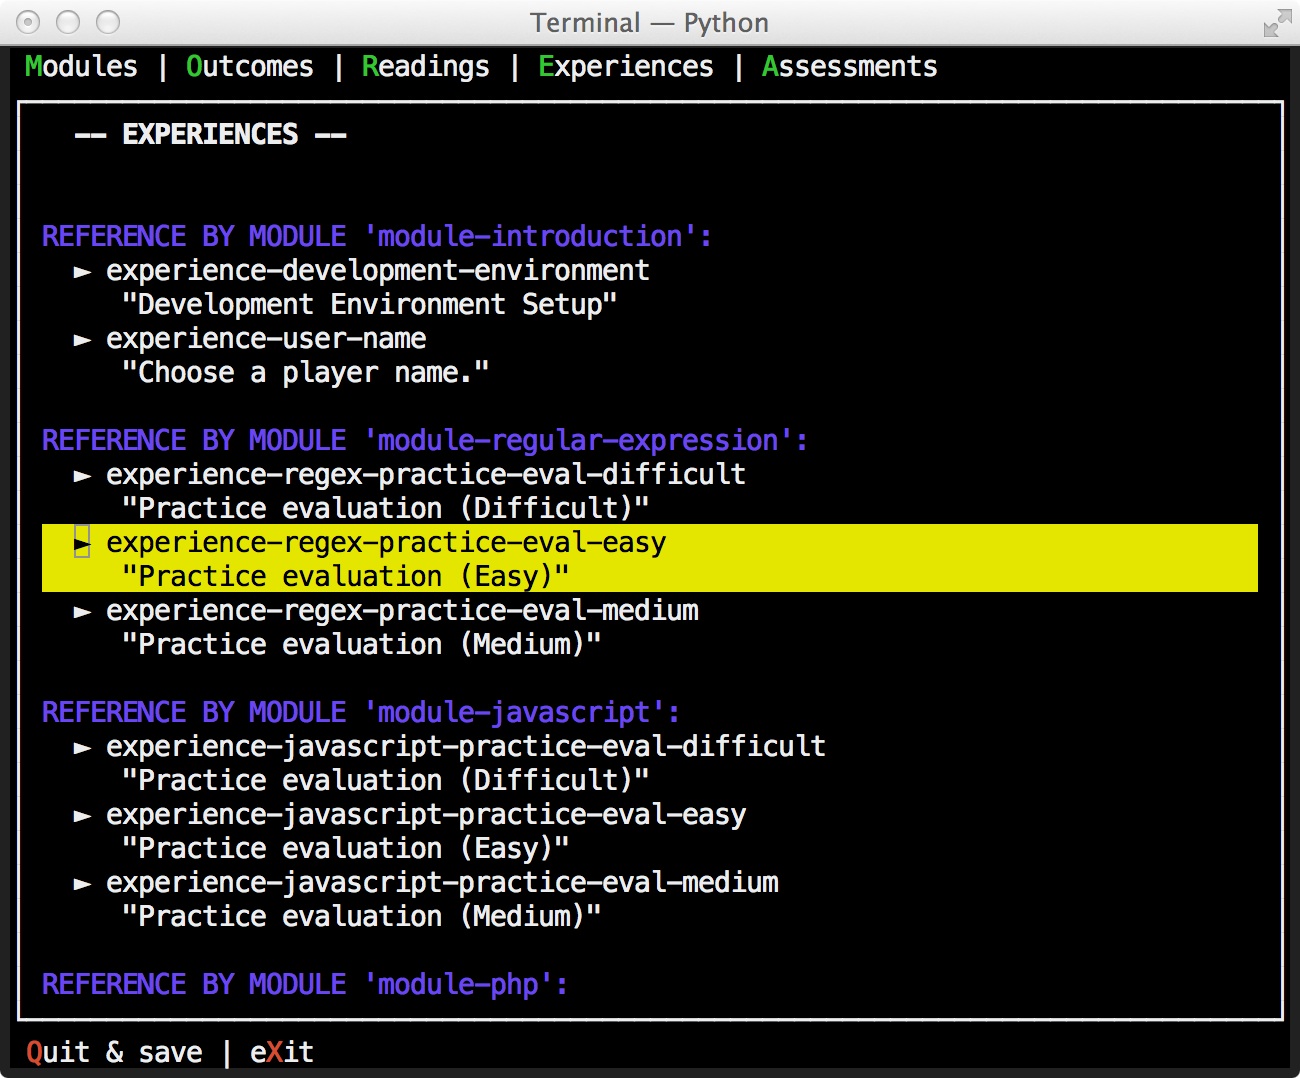 Terminal — Python
Modules | Outcomes | Readings | Experiences | Assessments
-- EXPERIENCES --
REFERENCE BY MODULE 'module-introduction':
► experience-development-environment
"Development Environment Setup"
► experience-user-name
"Choose a player name."
REFERENCE BY MODULE 'module-regular-expression':
► experience-regex-practice-eval-difficult
"Practice evaluation (Difficult)"
► experience-regex-practice-eval-easy
"Practice evaluation (Easy)"
► experience-regex-practice-eval-medium
"Practice evaluation (Medium)"
REFERENCE BY MODULE 'module-javascript':
► experience-javascript-practice-eval-difficult
"Practice evaluation (Difficult)"
► experience-javascript-practice-eval-easy
"Practice evaluation (Easy)"
► experience-javascript-practice-eval-medium
"Practice evaluation (Medium)"
REFERENCE BY MODULE 'module-php':
Quit & save | eXit